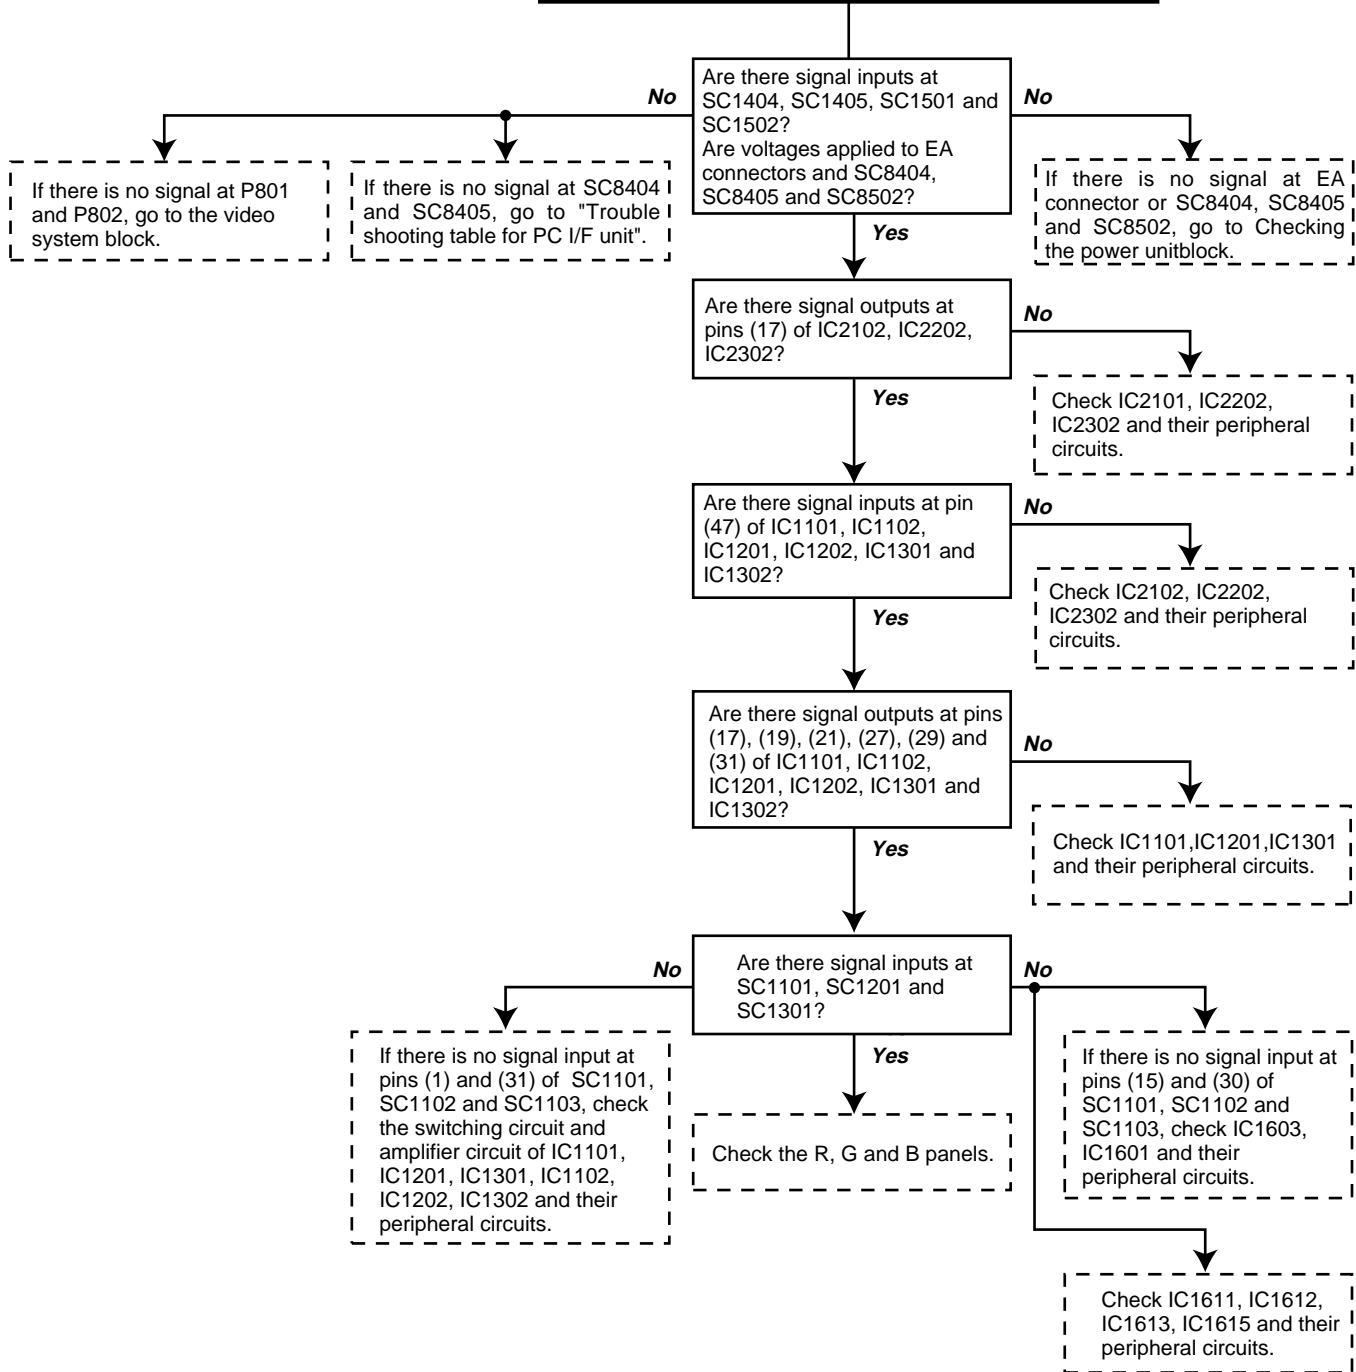 Are there signal inputs at
SC1404, SC1405, SC1501 and
SC1502?
Are voltages applied to EA
connectors and SC8404,
SC8405 and SC8502?
No
No
If there is no signal at P801
and P802, go to the video
system block.
If there is no signal at SC8404
and SC8405, go to "Trouble
shooting table for PC I/F unit".
If there is no signal at EA
connector or SC8404, SC8405
and SC8502, go to Checking
the power unitblock.
Yes
Are there signal outputs at
pins (17) of IC2102, IC2202,
IC2302?
No
Check IC2101, IC2202,
IC2302 and their peripheral
circuits.
Yes
Are there signal inputs at pin
(47) of IC1101, IC1102,
IC1201, IC1202, IC1301 and
IC1302?
No
Check IC2102, IC2202,
IC2302 and their peripheral
circuits.
Yes
Are there signal outputs at pins
(17), (19), (21), (27), (29) and
(31) of IC1101, IC1102,
IC1201, IC1202, IC1301 and
IC1302?
No
Check IC1101,IC1201,IC1301
and their peripheral circuits.
Yes
Are there signal inputs at
SC1101, SC1201 and
SC1301?
No
No
If there is no signal input at
pins (1) and (31) of SC1101,
SC1102 and SC1103, check
the switching circuit and
amplifier circuit of IC1101,
IC1201, IC1301, IC1102,
IC1202, IC1302 and their
peripheral circuits.
Yes
Check the R, G and B panels.
If there is no signal input at
pins (15) and (30) of
SC1101, SC1102 and
SC1103, check IC1603,
IC1601 and their
peripheral circuits.
Check IC1611, IC1612,
IC1613, IC1615 and their
peripheral circuits.